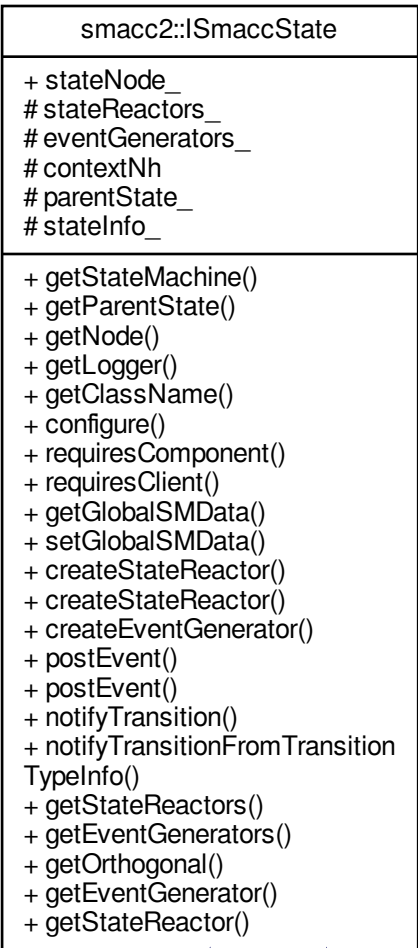 smacc2::ISmaccState
+ stateNode_
# stateReactors_
# eventGenerators_
# contextNh
# parentState_
# stateInfo_
+ getStateMachine()
+ getParentState()
+ getNode()
+ getLogger()
+ getClassName()
+ configure()
+ requiresComponent()
+ requiresClient()
+ getGlobalSMData()
+ setGlobalSMData()
+ createStateReactor()
+ createStateReactor()
+ createEventGenerator()
+ postEvent()
+ postEvent()
+ notifyTransition()
+ notifyTransitionFromTransition
TypeInfo()
+ getStateReactors()
+ getEventGenerators()
+ getOrthogonal()
+ getEventGenerator()
+ getStateReactor()